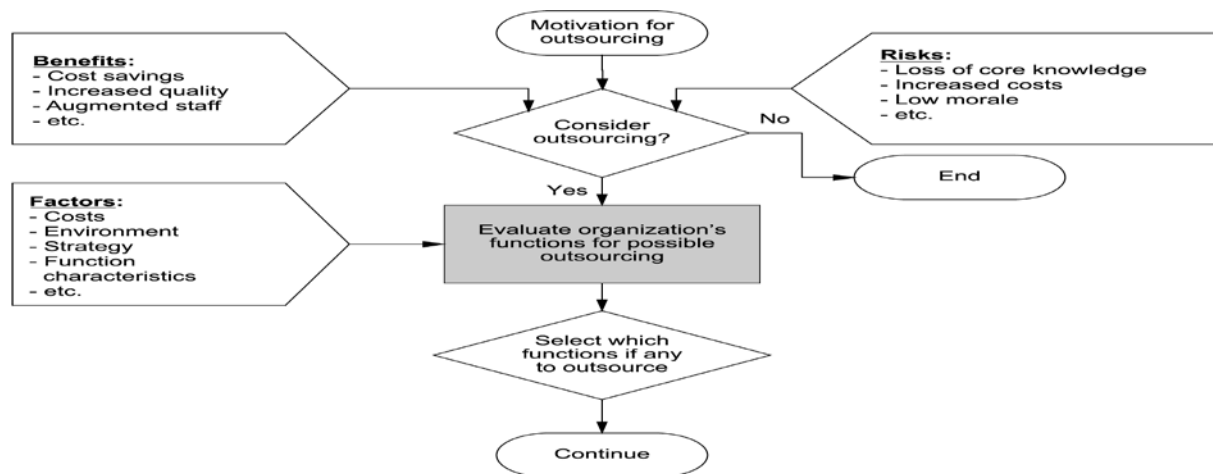 Motivation for
outsourcing
Benefits:
- Cost savings
- Increased quality
- Augmented staff
- etc.
Risks:
- Loss of core knowledge
- Increased costs
- Low morale
- etc.
Consider
outsourcing?
No
End
Yes
Factors:
- Costs
- Environment
- Strategy
- Function
characteristics
- etc.
Evaluate organization's
functions for possible
outsourcing
Select which
functions if any
to outsource
Continue